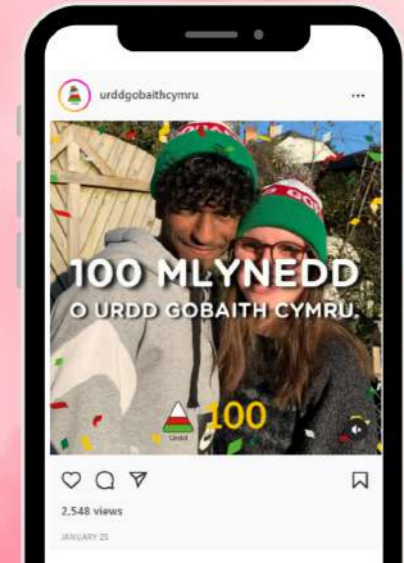 urddgobaithcymru
100 MLYNEDD
O URDD GOBAITH CYMRU.
Urdd
100
2,548 views
JANUARY 25